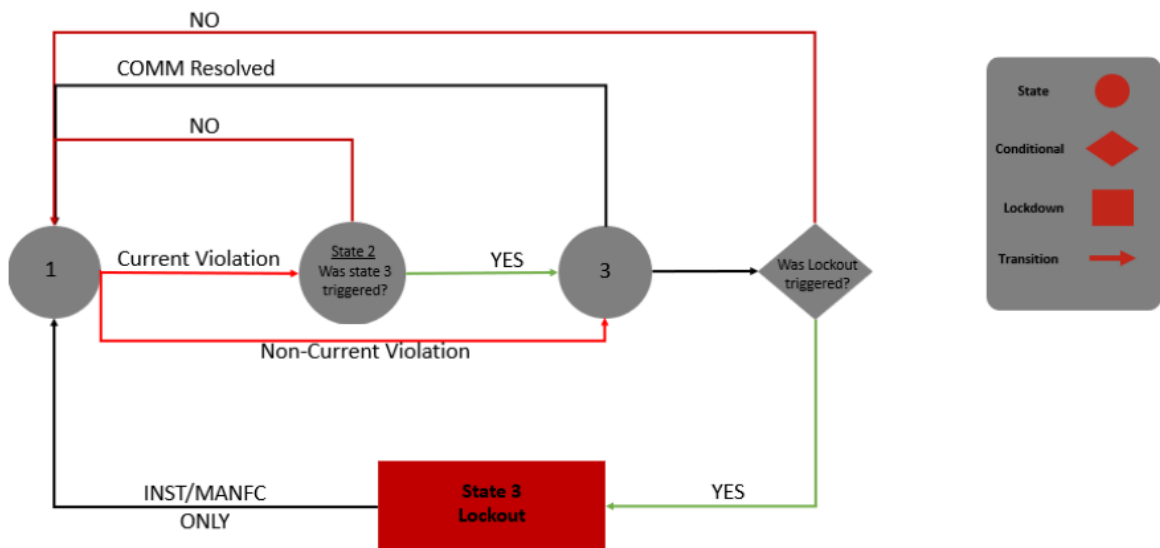 NO
COMM Resolved
NO
State
Conditional
Lockdown
Transition
1
Current Violation
State 2
Was state 3
triggered?
YES
3
Was Lockout
triggered?
Non-Current Violation
INST/MANFC
ONLY
State 3
Lockout
YES